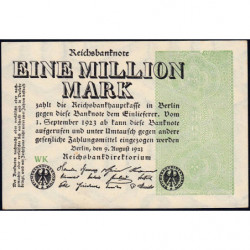 Reichsbanknote
EINE MILLION
MARK
zahlt die Reichsbankhauptkasse in Berlin
gegen diese Banknote dem Einlieferer. Vom
1. September 1923 ab kann diese Banknote
aufgerufen und unter Umtausch gegen andere
gesetzliche Zahlungsmittel eingezogen werden
Berlin, den 9. August 1923
WK
Reichsbankdirektorium